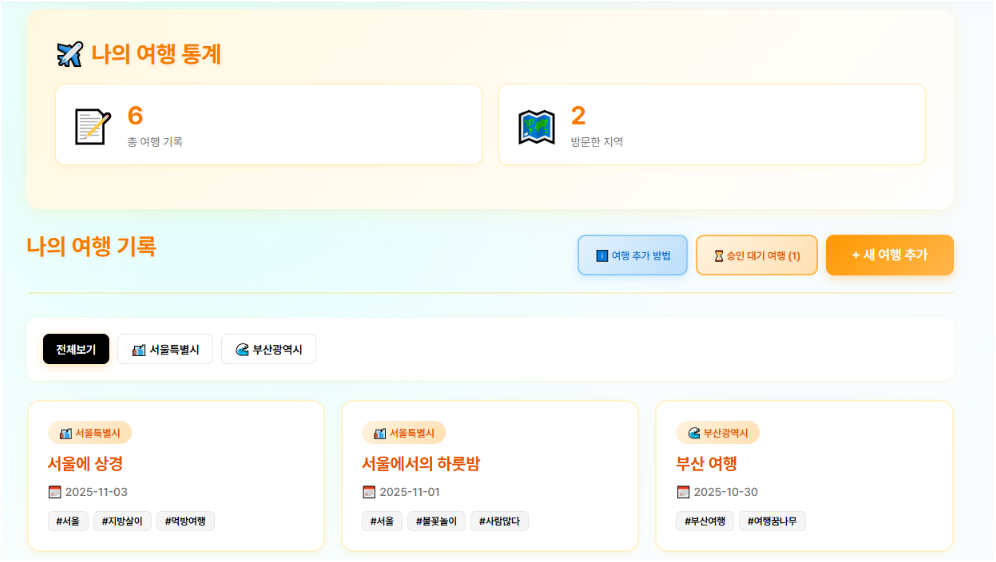 나의 여행 통계
6
총 여행 기록
2
방문한 지역
나의 여행 기록
여행 추가 방법
승인 대기 여행 (1)
+ 새 여행 추가
전체보기
서울특별시
부산광역시
서울특별시
서울에 상경
2025-11-03
#서울 #지방살이 #먹방여행
서울특별시
서울에서의 하룻밤
2025-11-01
#서울 #불꽃놀이 #사람많다
부산광역시
부산 여행
2025-10-30
#부산여행 #여행꿈나무